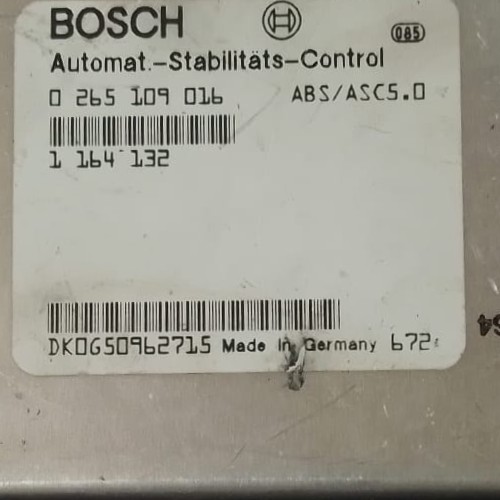 BOSCH 085
Automat.-Stabilitäts-Control
0 265 109 016 ABS/ASC5.0
1 164 132
DK0G50962715 Made In Germany 672